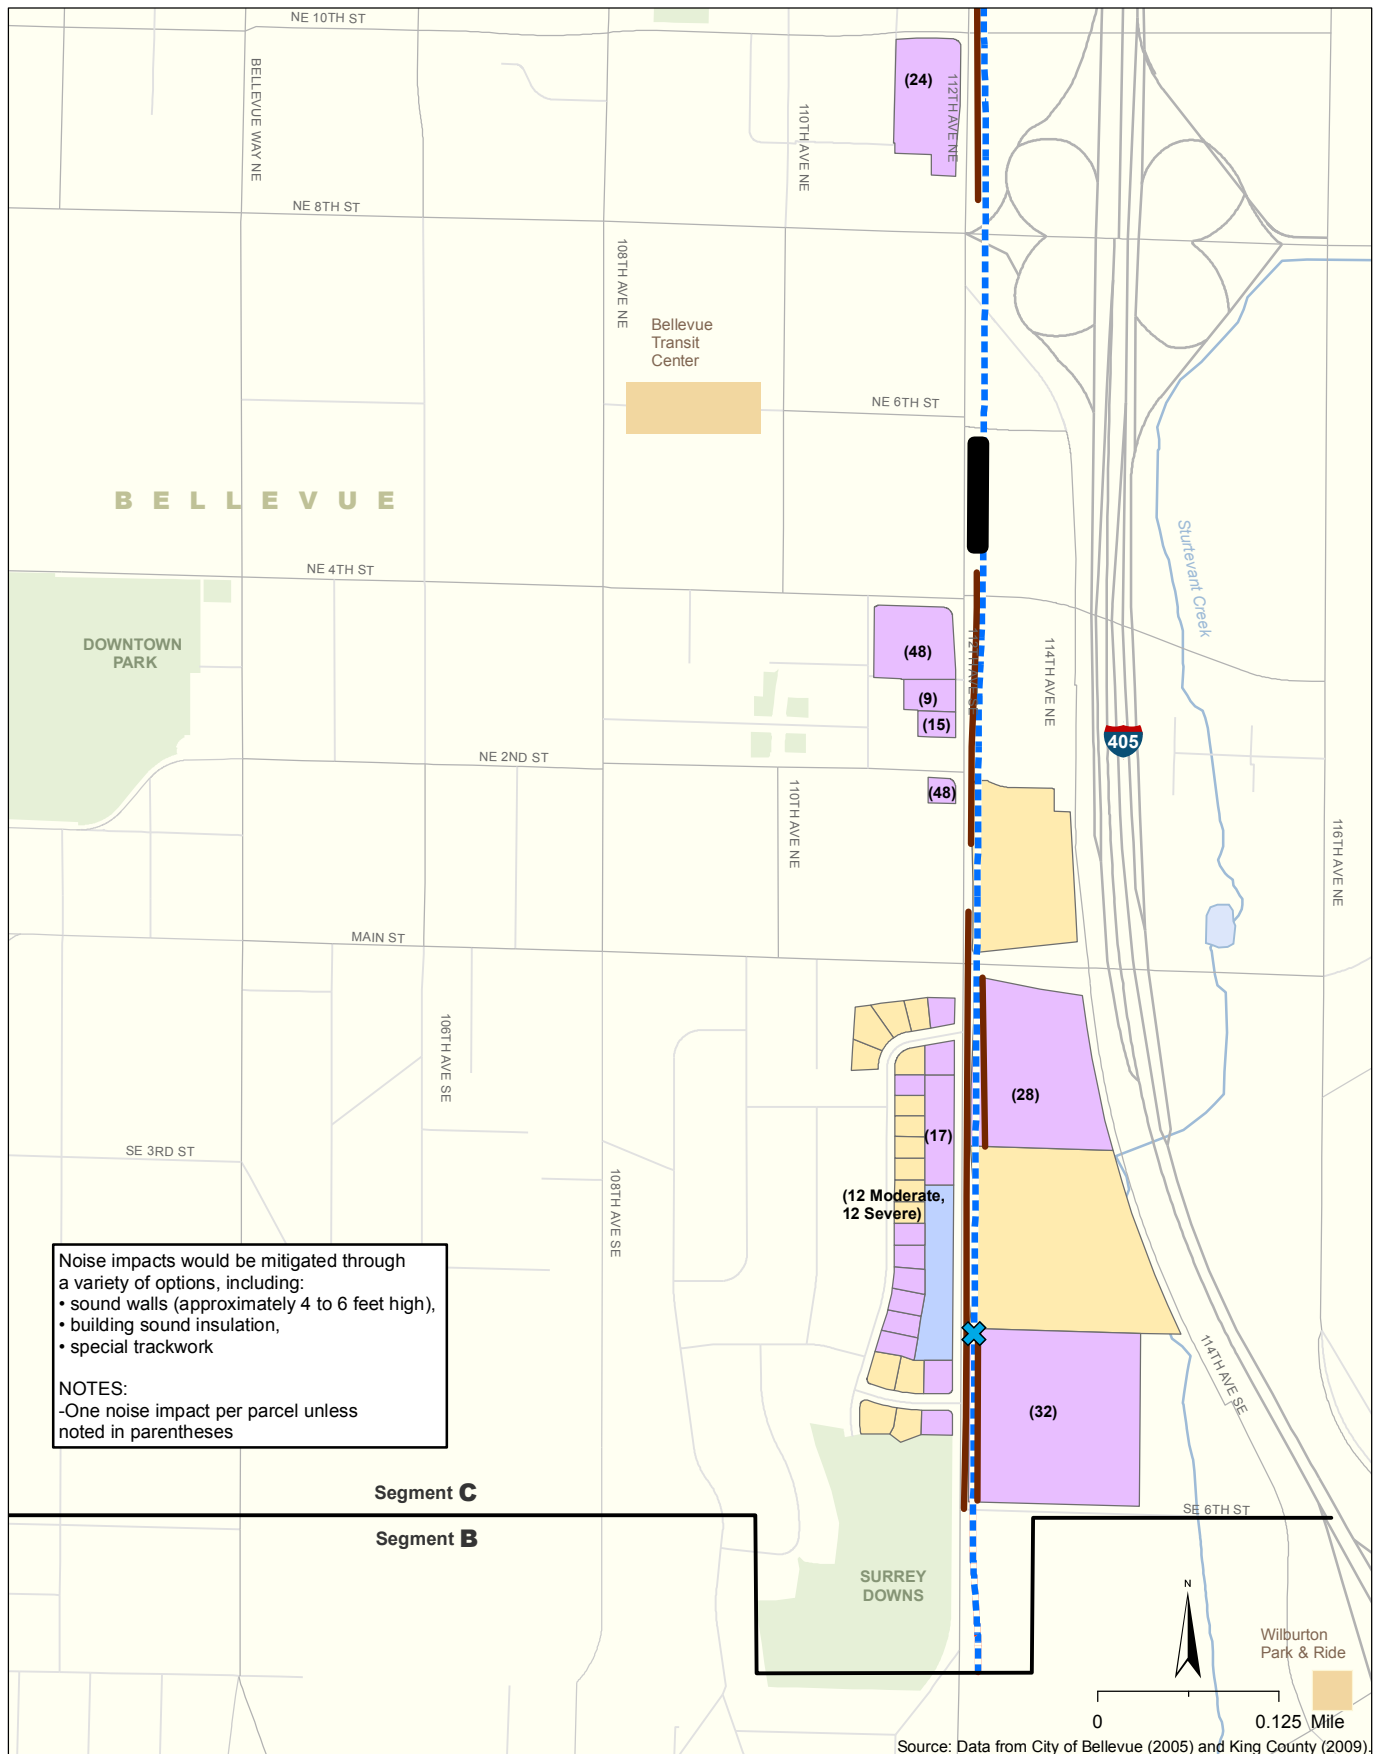 NE 10TH ST
BELLEVUE WAY NE
(24)
112TH AVE NE
110TH AVE NE
NE 8TH ST
108TH AVE NE
Bellevue
Transit
Center
NE 6TH ST
BELLEVUE
Sturtevant Creek
NE 4TH ST
DOWNTOWN
PARK
(48)
(9)
(15)
112TH AVE SE
114TH AVE NE
405
NE 2ND ST
(48)
110TH AVE NE
116TH AVE NE
MAIN ST
106TH AVE SE
(28)
(17)
SE 3RD ST
108TH AVE SE
(12 Moderate,
12 Severe)
Noise impacts would be mitigated through
a variety of options, including:
• sound walls (approximately 4 to 6 feet high),
• building sound insulation,
• special trackwork
NOTES:
-One noise impact per parcel unless
noted in parentheses
114TH AVE SE
(32)
Segment C
SE 6TH ST
Segment B
SURREY
DOWNS
N
Wilburton
Park & Ride
0 0.125 Mile
Source: Data from City of Bellevue (2005) and King County (2009).